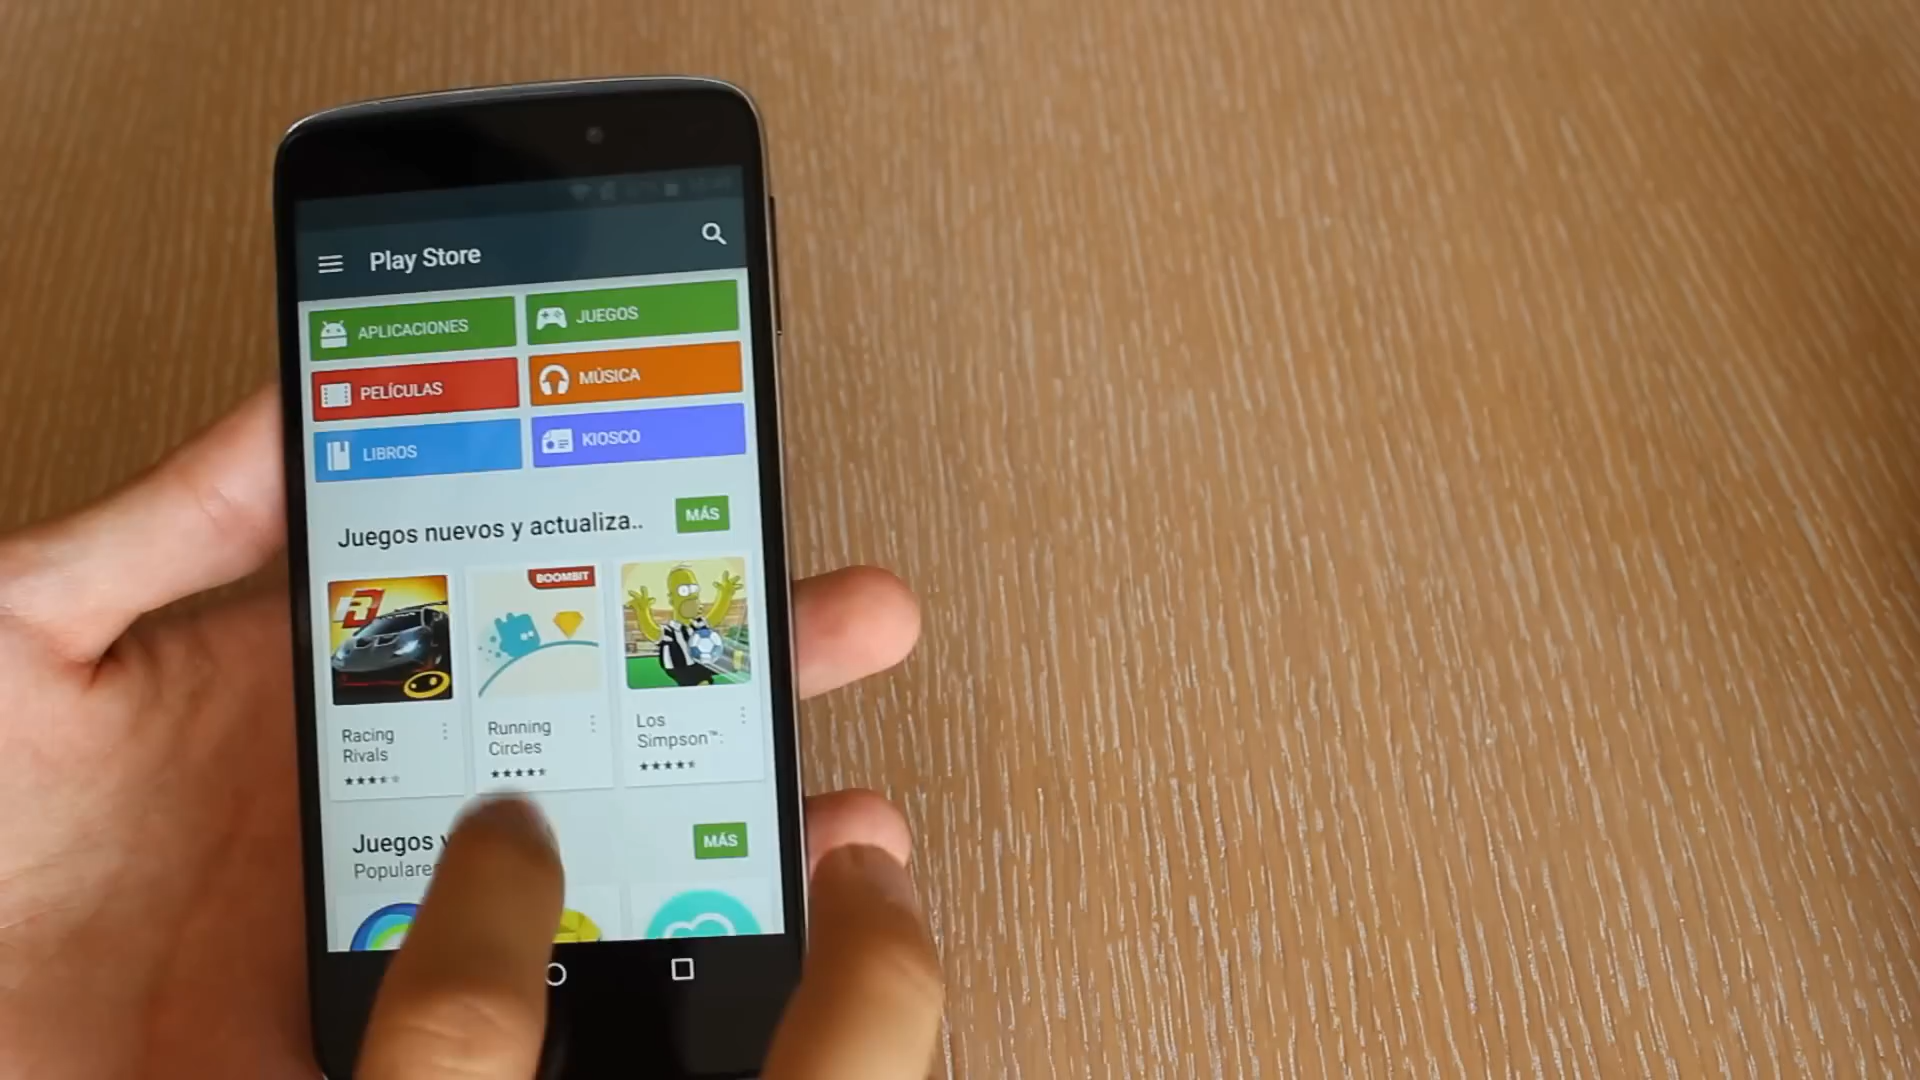 Play Store
APLICACIONES
JUEGOS
PELÍCULAS
MÚSICA
LIBROS
KIOSCO
Juegos nuevos y actualiza..
MÁS
BOOMBIT
Racing
Rivals
Running
Circles
Los
Simpson™:
Juegos
MÁS